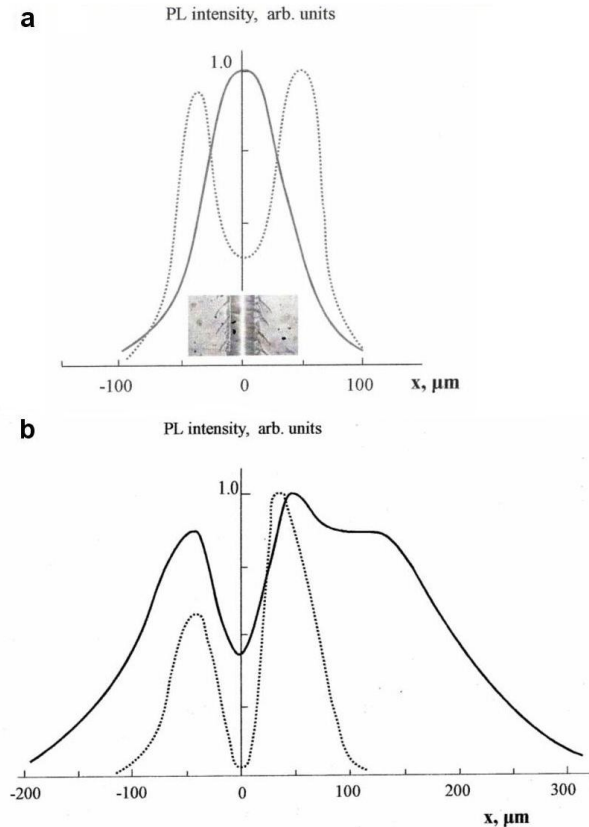 a
PL intensity, arb. units
1.0
-100 0 100 x, μm
b
PL intensity, arb. units
1.0
-200 -100 0 100 200 300
x, μm